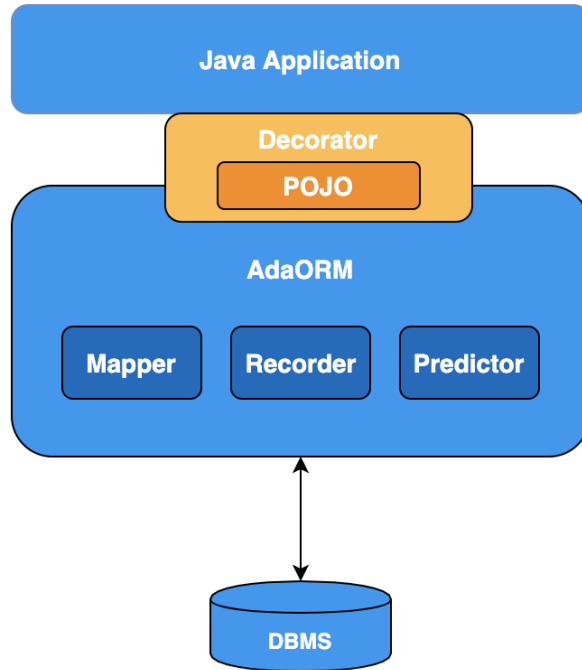 Java Application
Decorator
POJO
AdaORM
Mapper Recorder Predictor
DBMS